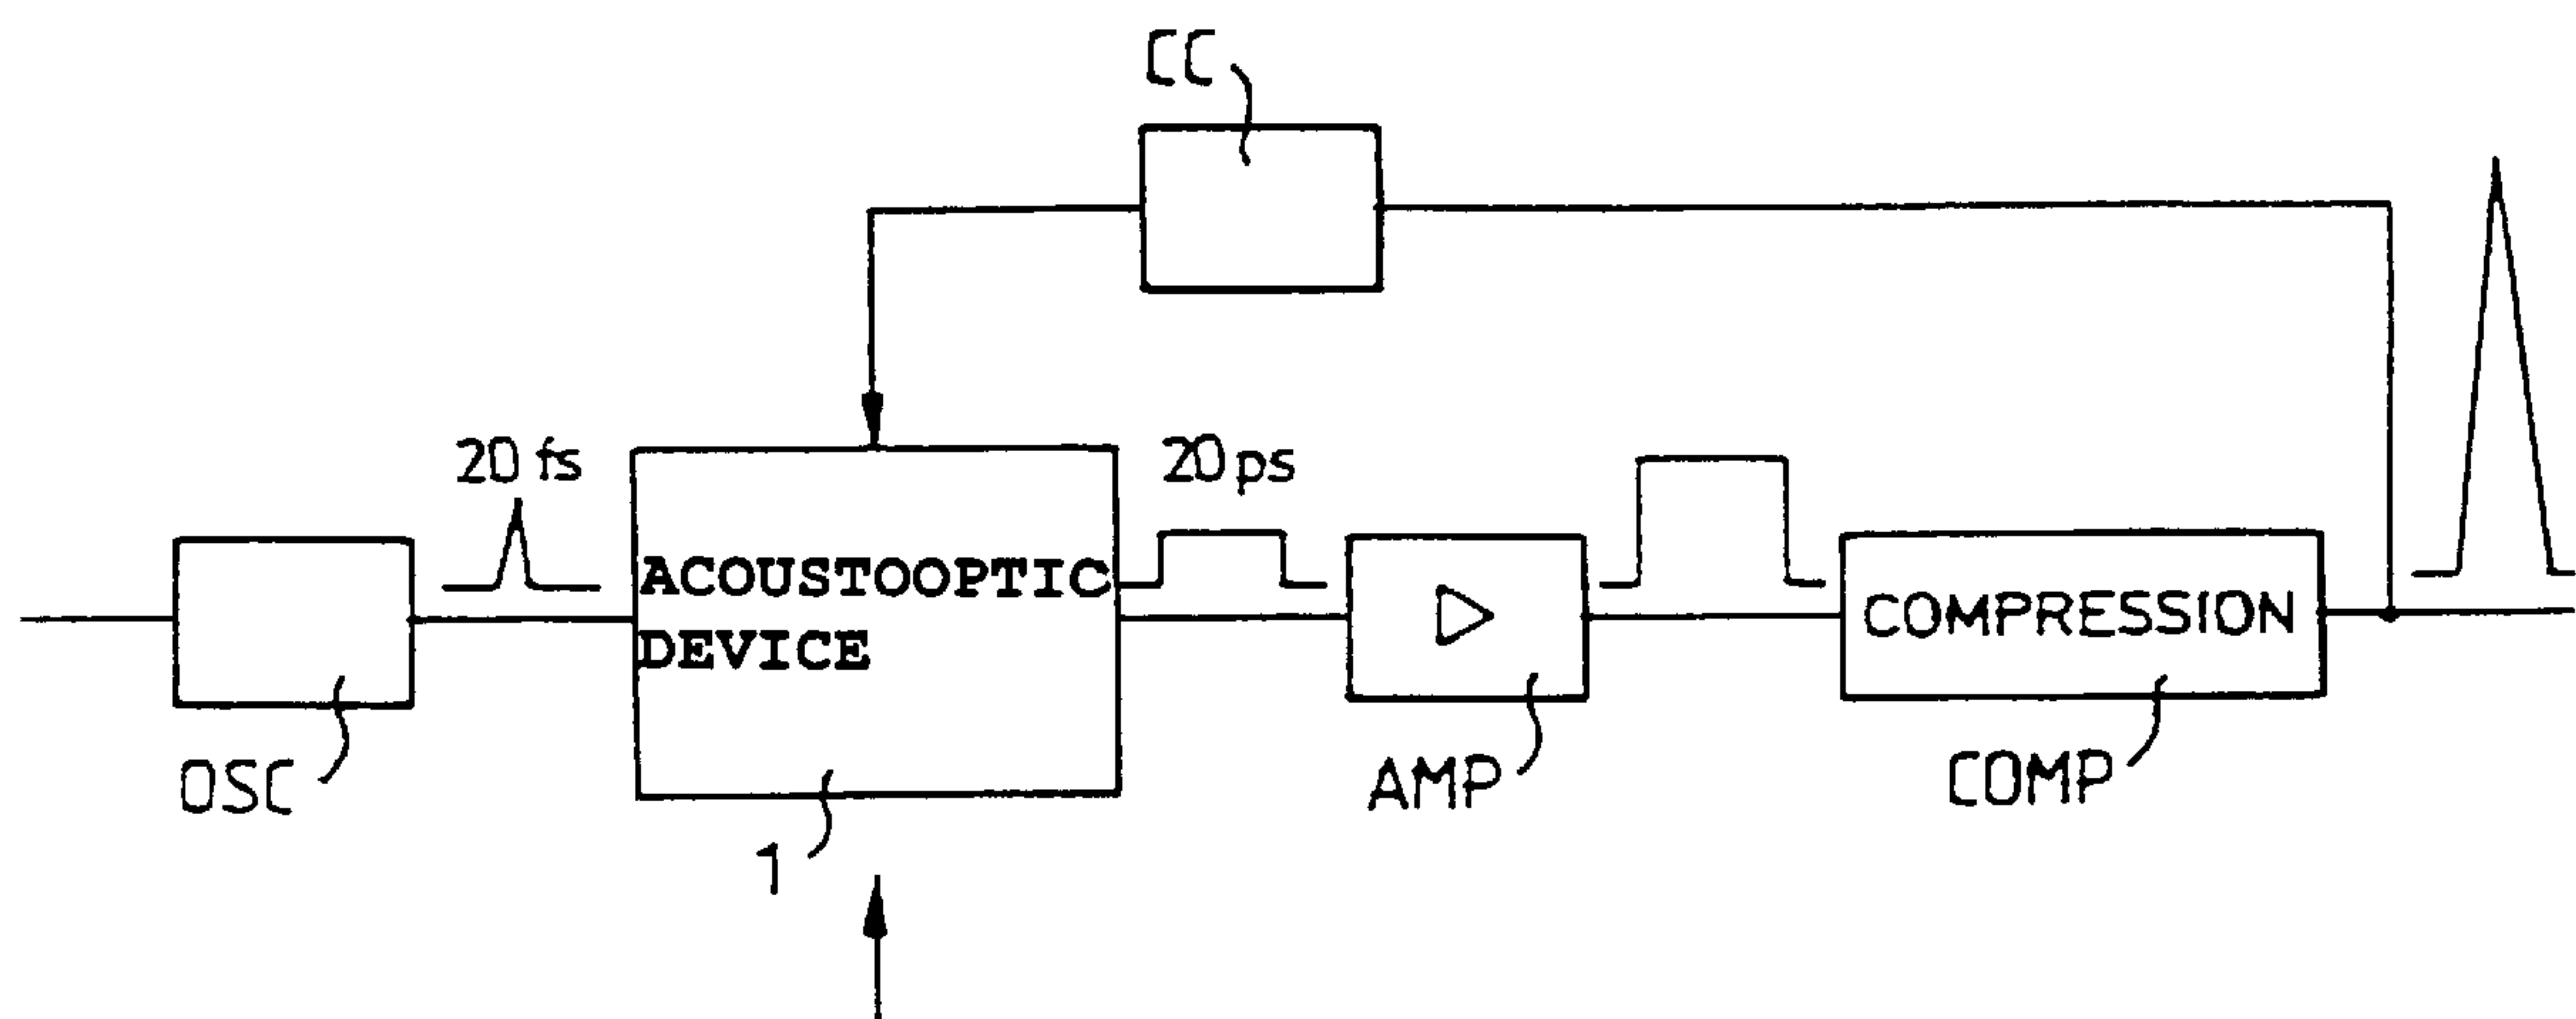 CC
20 fs
20 ps
ACOUSTOOPTIC
DEVICE
COMPRESSION
OSC
AMP
COMP
1